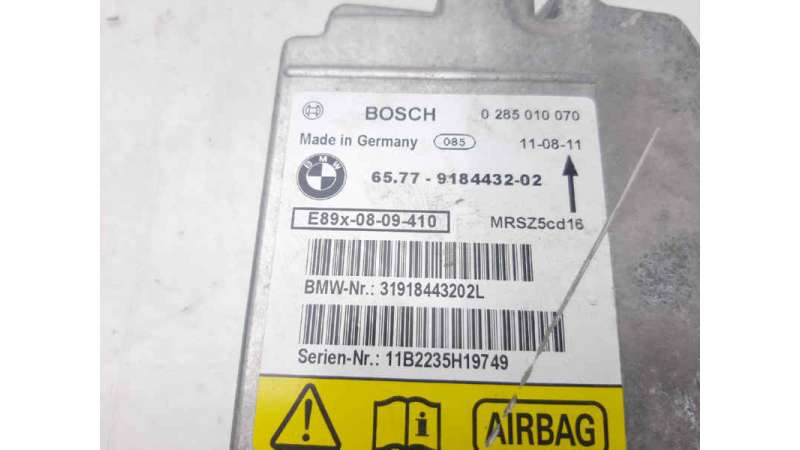 BOSCH 0 285 010 070
Made in Germany 085 11-08-11
BMW 65.77 - 9184432-02
E89x-08-09-410 MRSZ5cd16
BMW-Nr.: 31918443202L
Serien-Nr.: 11B2235H19749
! i AIRBAG